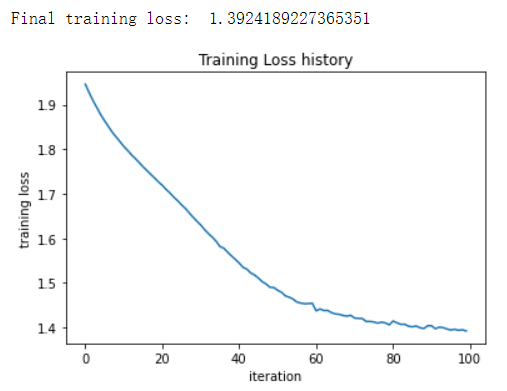 Final training loss:  1.3924189227365351
Training Loss history
training loss
1.9
1.8
1.7
1.6
1.5
1.4
0 20 40 60 80 100
iteration